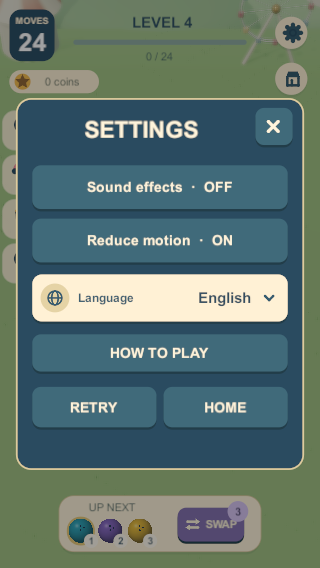 MOVES
24
LEVEL 4
0 / 24
0 coins
SETTINGS
Sound effects · OFF
Reduce motion · ON
Language English
HOW TO PLAY
RETRY HOME
UP NEXT
1 2 3
SWAP 3